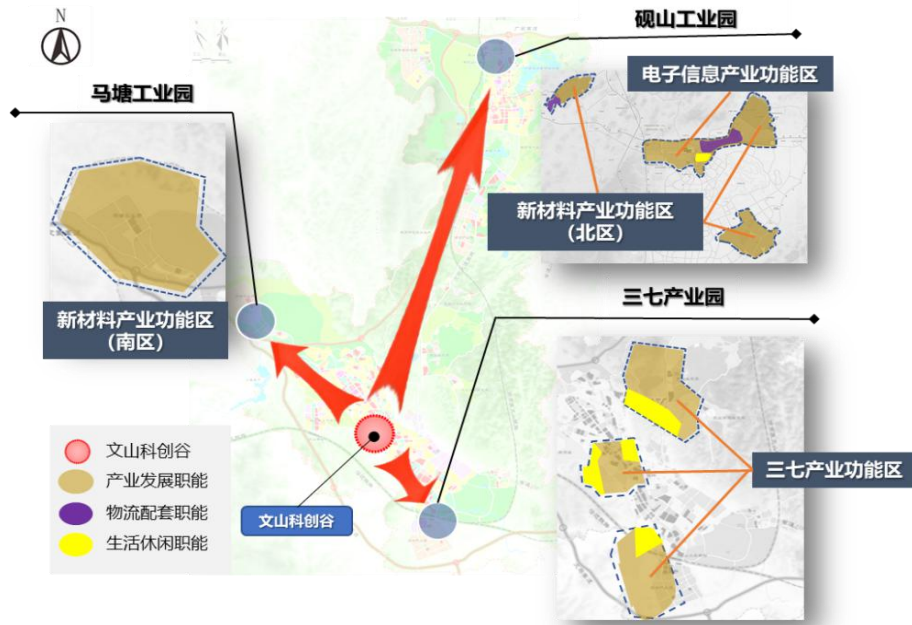 N
砚山工业园
电子信息产业功能区
马塘工业园
新材料产业功能区
(北区)
新材料产业功能区
(南区)
三七产业园
三七产业功能区
文山科创谷
文山科创谷
产业发展职能
物流配套职能
生活休闲职能